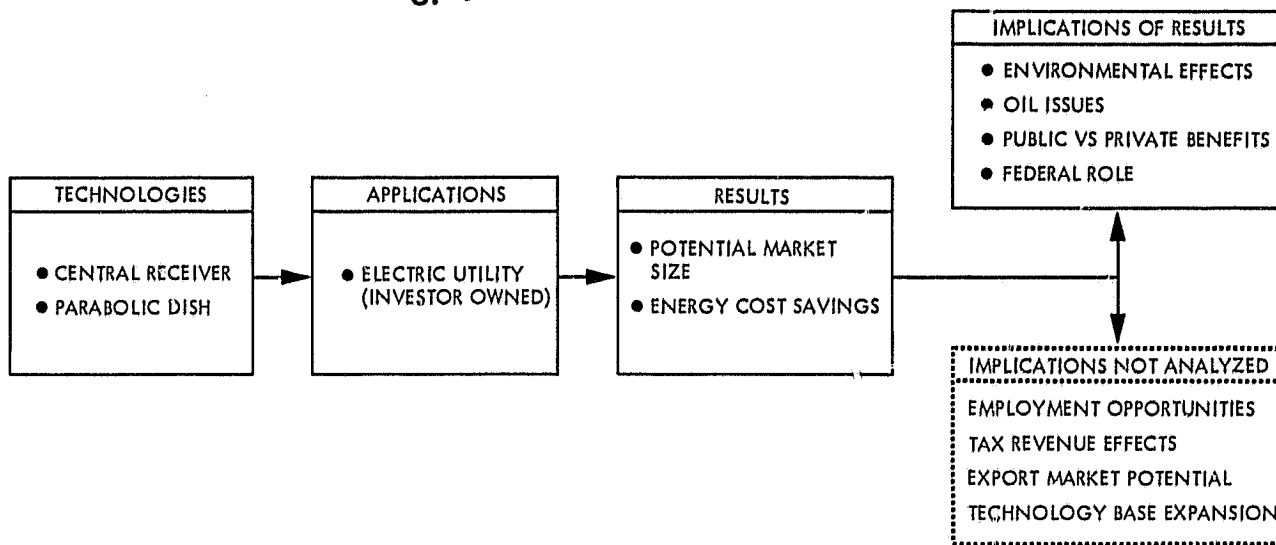 TECHNOLOGIES
● CENTRAL RECEIVER
● PARABOLIC DISH
APPLICATIONS
● ELECTRIC UTILITY
(INVESTOR OWNED)
RESULTS
● POTENTIAL MARKET
SIZE
● ENERGY COST SAVINGS
IMPLICATIONS OF RESULTS
● ENVIRONMENTAL EFFECTS
● OIL ISSUES
● PUBLIC VS PRIVATE BENEFITS
● FEDERAL ROLE
IMPLICATIONS NOT ANALYZED
EMPLOYMENT OPPORTUNITIES
TAX REVENUE EFFECTS
EXPORT MARKET POTENTIAL
TECHNOLOGY BASE EXPANSION